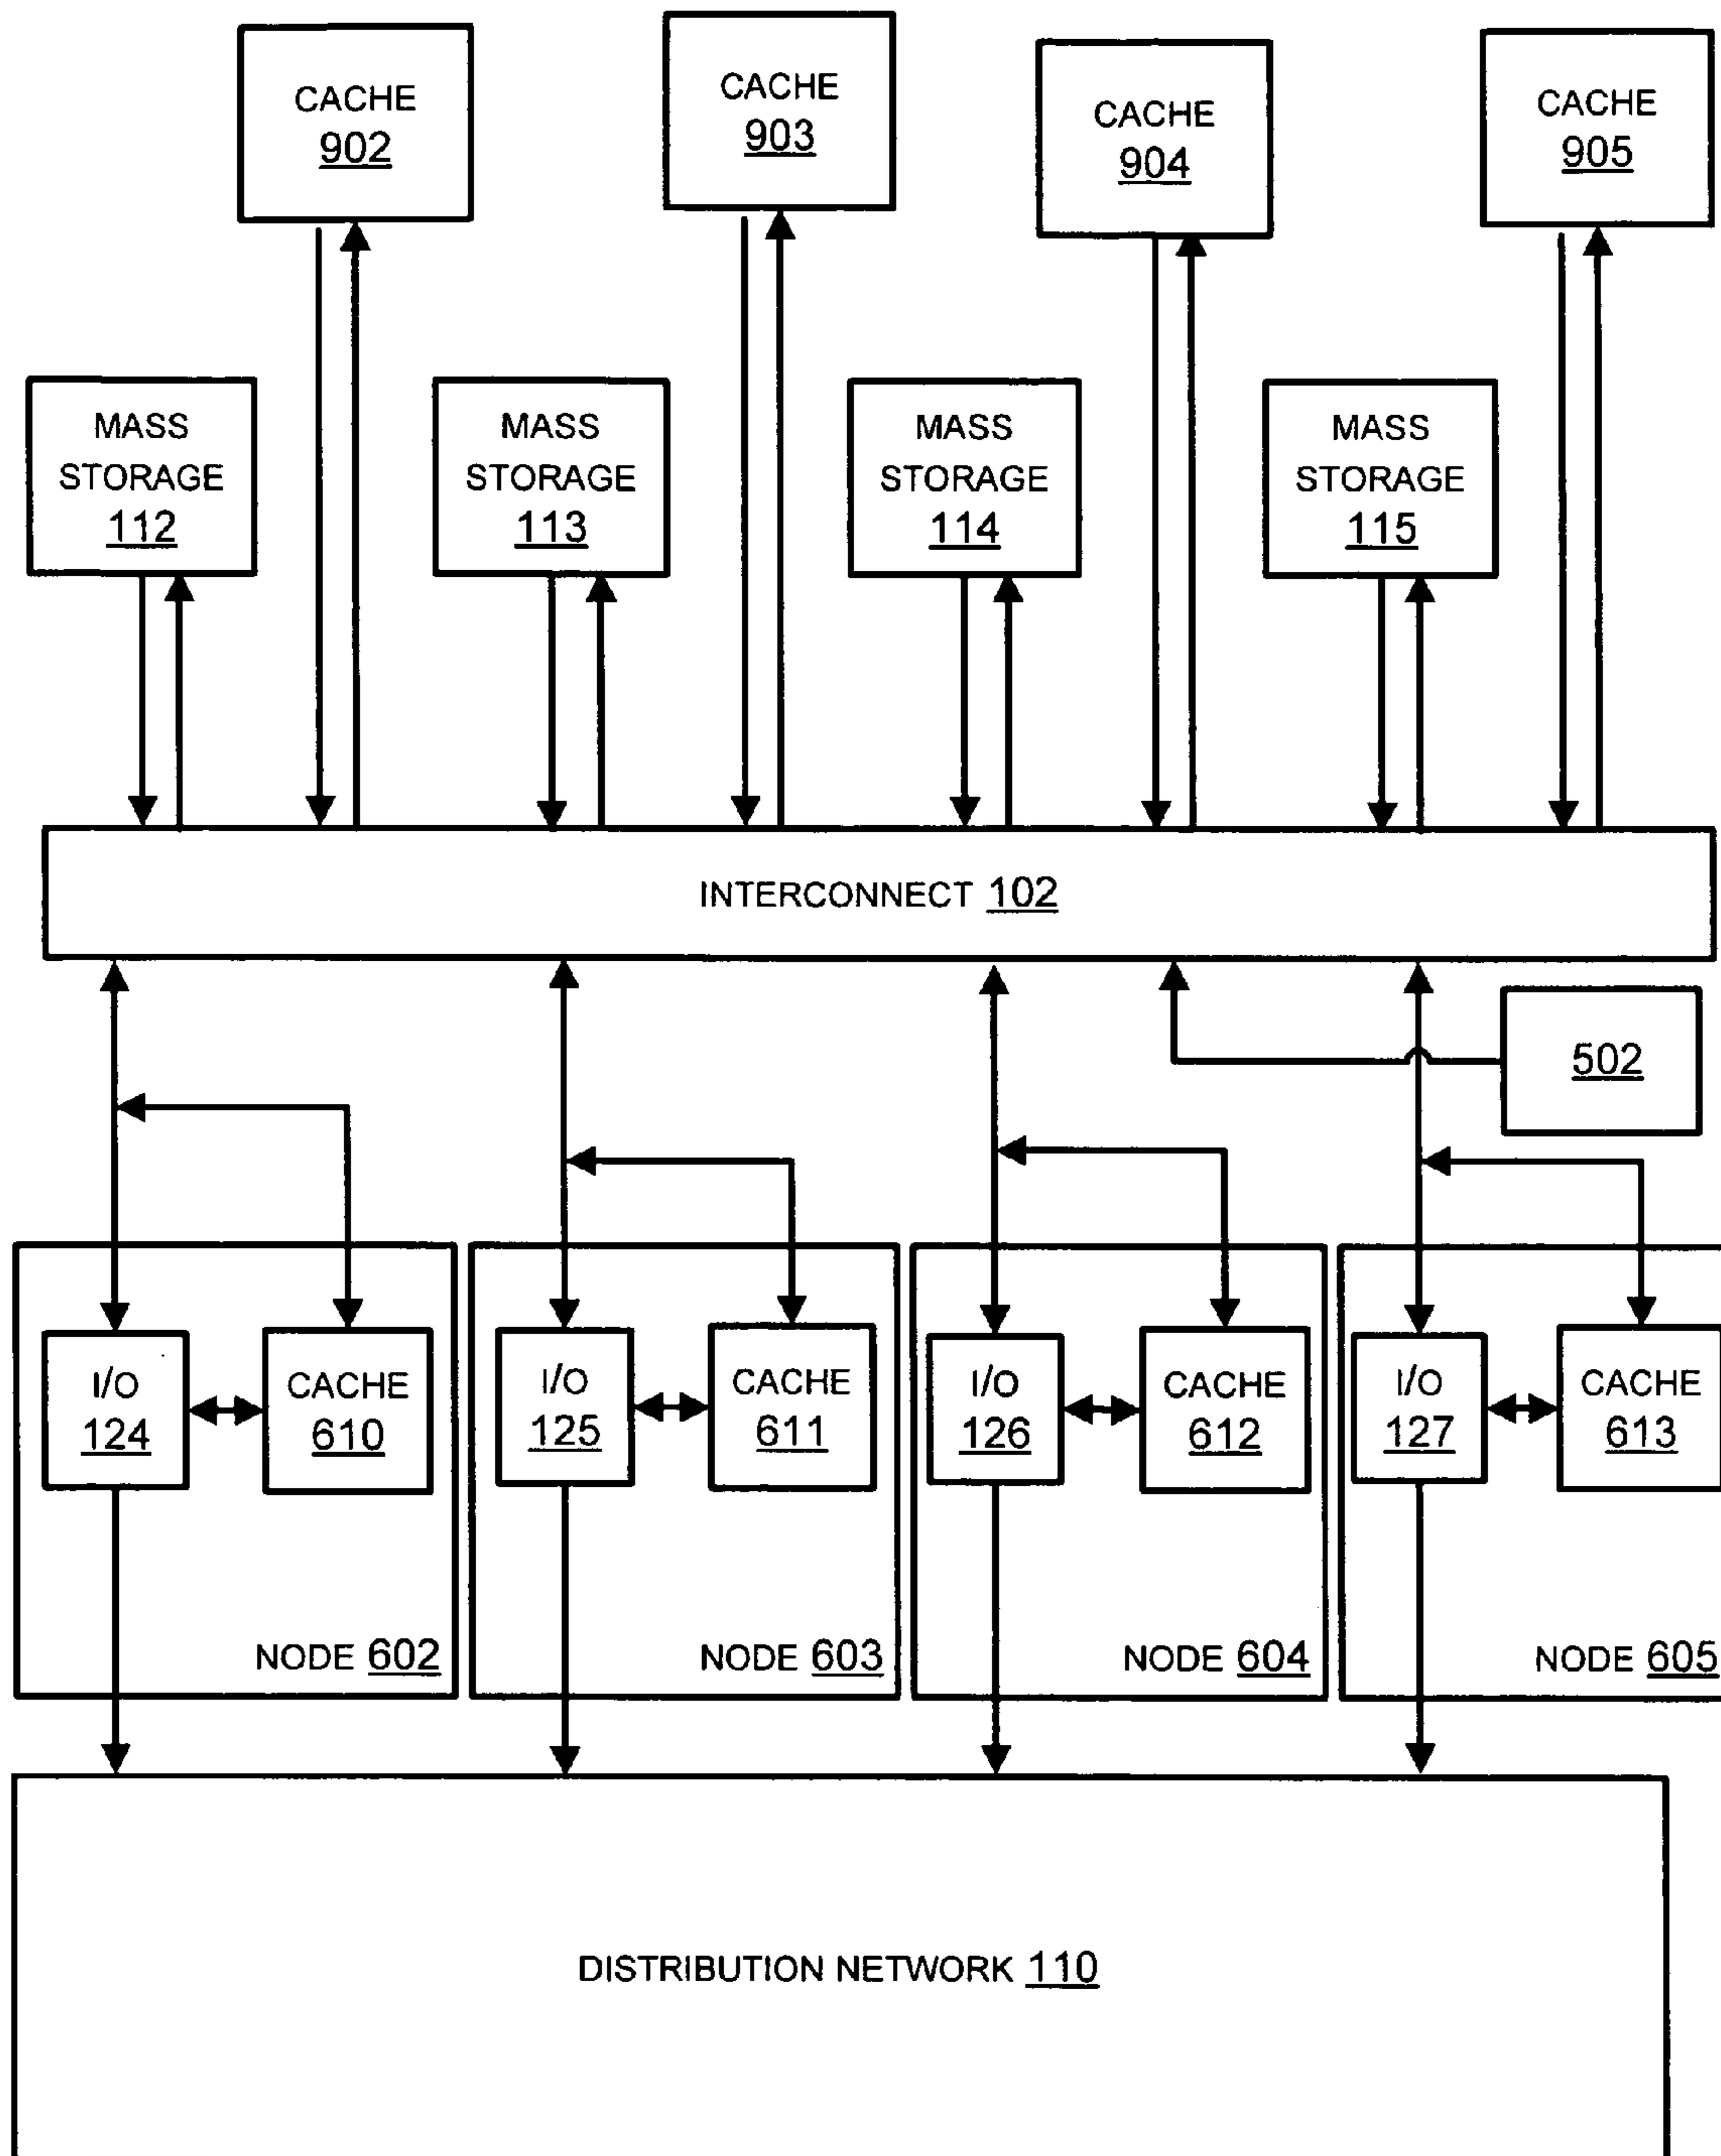 CACHE
902
CACHE
903
CACHE
904
CACHE
905
MASS
STORAGE
112
MASS
STORAGE
113
MASS
STORAGE
114
MASS
STORAGE
115
INTERCONNECT 102
502
I/O
124
CACHE
610
NODE 602
I/O
125
CACHE
611
NODE 603
I/O
126
CACHE
612
NODE 604
I/O
127
CACHE
613
NODE 605
DISTRIBUTION NETWORK 110